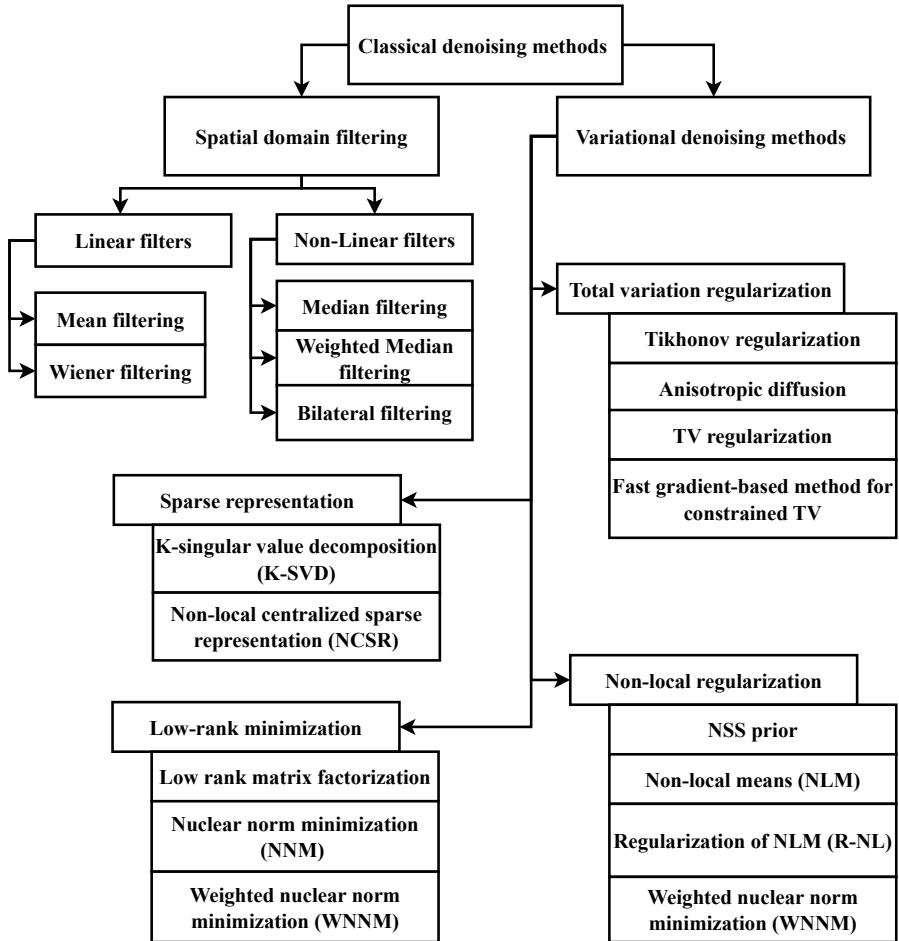 Classical denoising methods
Spatial domain filtering
Variational denoising methods
Linear filters
Non-Linear filters
Mean filtering
Wiener filtering
Median filtering
Weighted Median
filtering
Bilateral filtering
Total variation regularization
Tikhonov regularization
Anisotropic diffusion
TV regularization
Fast gradient-based method for
constrained TV
Sparse representation
K-singular value decomposition
(K-SVD)
Non-local centralized sparse
representation (NCSR)
Non-local regularization
NSS prior
Non-local means (NLM)
Regularization of NLM (R-NL)
Weighted nuclear norm
minimization (WNNM)
Low-rank minimization
Low rank matrix factorization
Nuclear norm minimization
(NNM)
Weighted nuclear norm
minimization (WNNM)